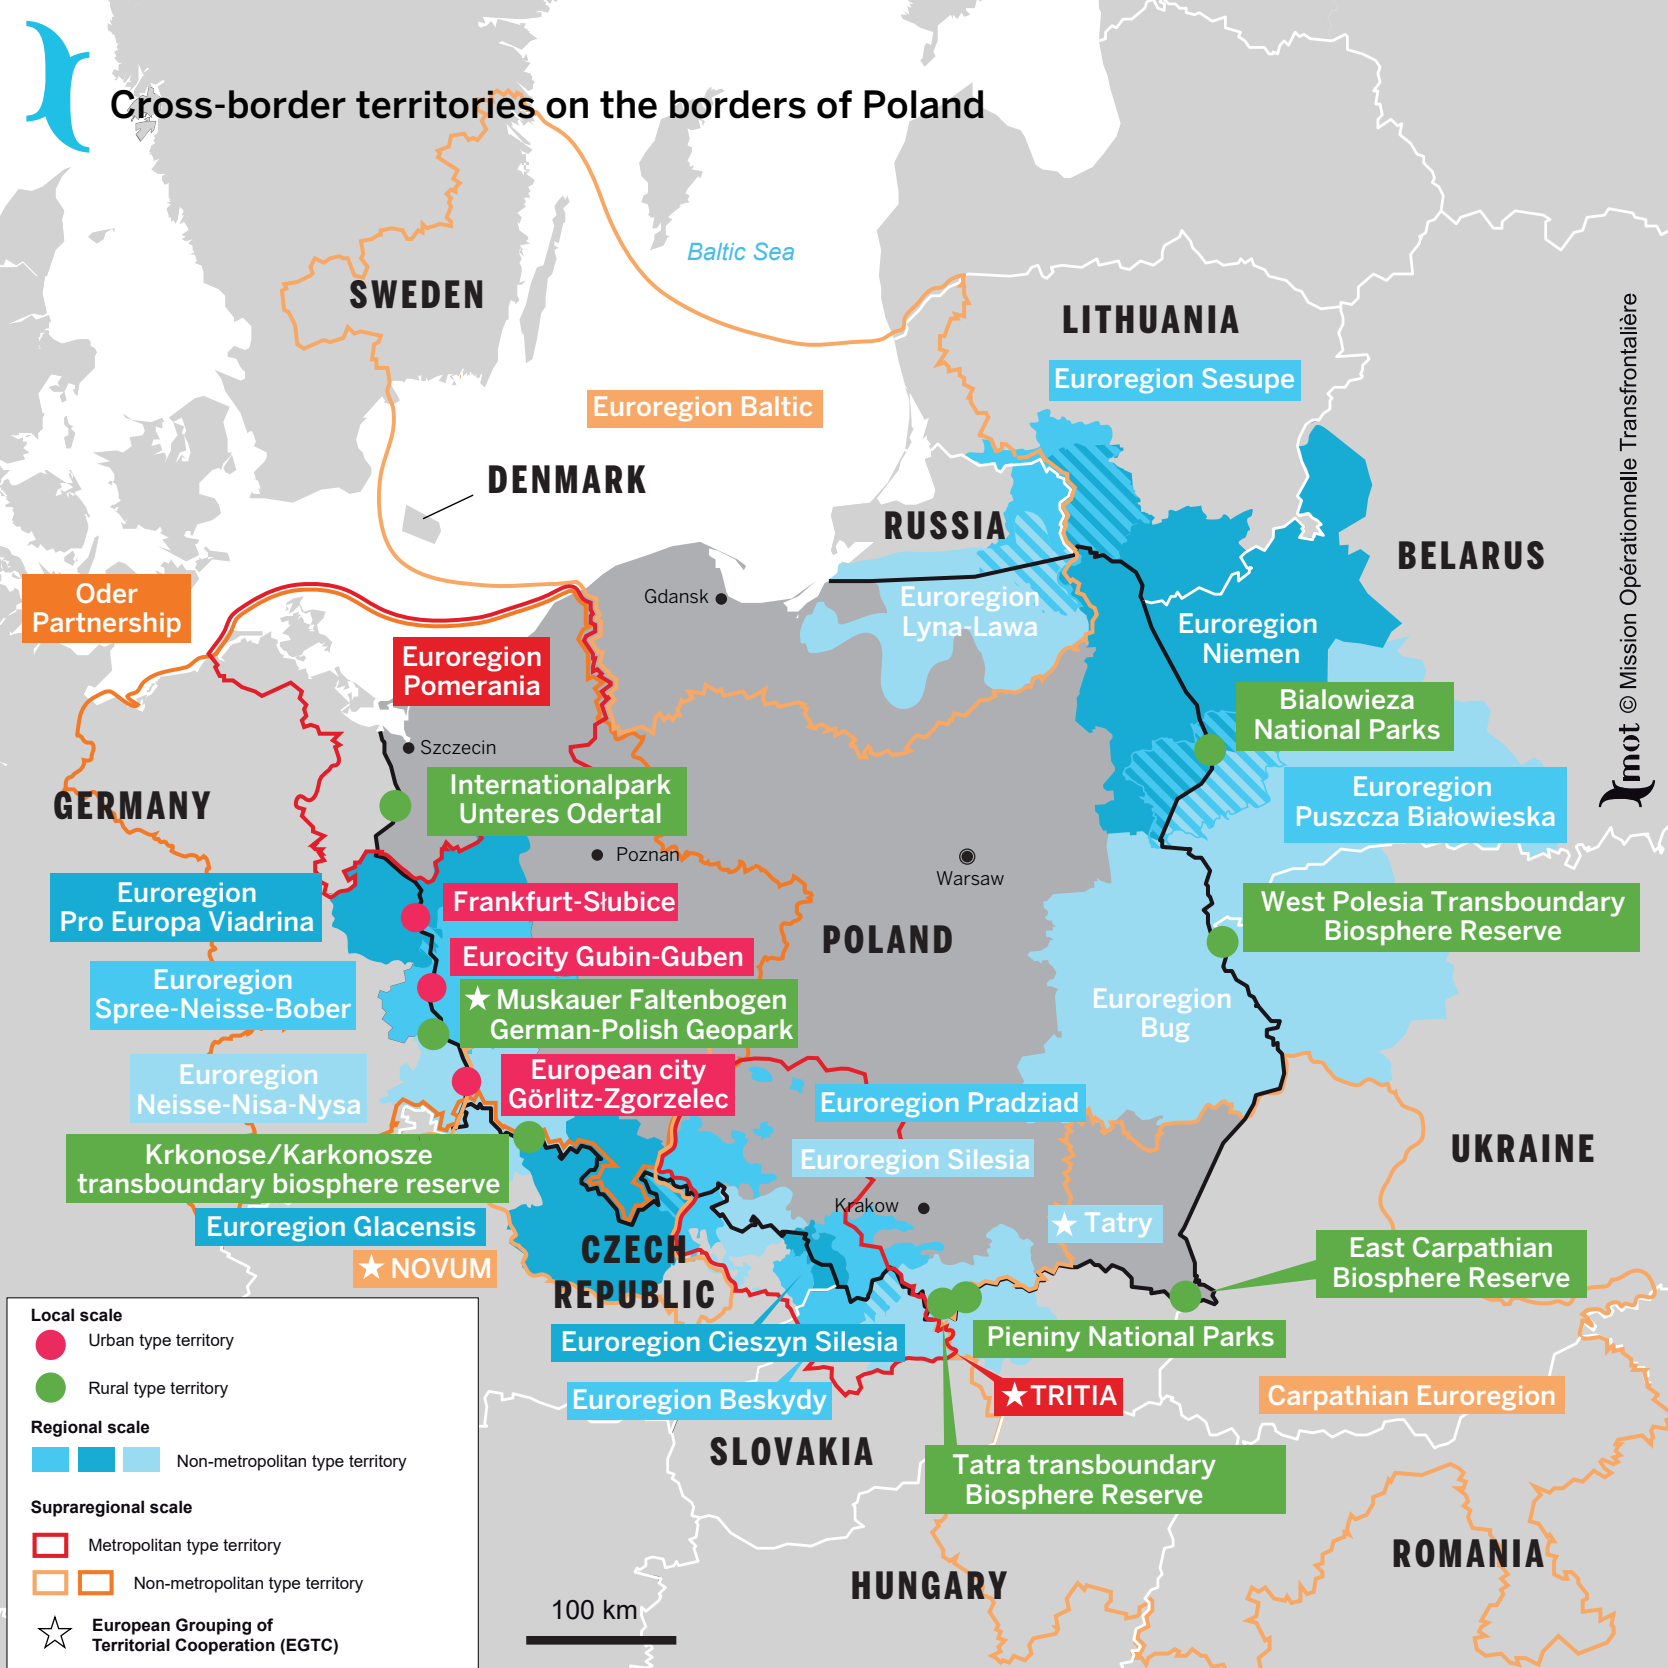 Cross-border territories on the borders of Poland
Baltic Sea
SWEDEN
LITHUANIA
Euroregion Sesupe
Euroregion Baltic
DENMARK
RUSSIA
BELARUS
Oder
Partnership
Gdansk
Euroregion
Lyna-Lawa
Euroregion
Niemen
Euroregion
Pomerania
Bialowieza
National Parks
Szczecin
Internationalpark
Unteres Odertal
GERMANY
Euroregion
Puszcza Białowieska
Poznan
Warsaw
Euroregion
Pro Europa Viadrina
Frankfurt-Słubice
West Polesia Transboundary
Biosphere Reserve
POLAND
Eurocity Gubin-Guben
Euroregion
Spree-Neisse-Bober
★ Muskauer Faltenbogen
German-Polish Geopark
Euroregion
Bug
Euroregion
Neisse-Nisa-Nysa
European city
Görlitz-Zgorzelec
Euroregion Pradziad
UKRAINE
Krkonose/Karkonosze
transboundary biosphere reserve
Euroregion Silesia
Krakow
★ Tatry
Euroregion Glacensis
CZECH
REPUBLIC
★ NOVUM
East Carpathian
Biosphere Reserve
Euroregion Cieszyn Silesia
Pieniny National Parks
Euroregion Beskydy
★TRITIA
Carpathian Euroregion
SLOVAKIA
Tatra transboundary
Biosphere Reserve
ROMANIA
HUNGARY
100 km
Local scale
Urban type territory
Rural type territory
Regional scale
Non-metropolitan type territory
Supraregional scale
Metropolitan type territory
Non-metropolitan type territory
European Grouping of
Territorial Cooperation (EGTC)
mot © Mission Opérationnelle Transfrontalière